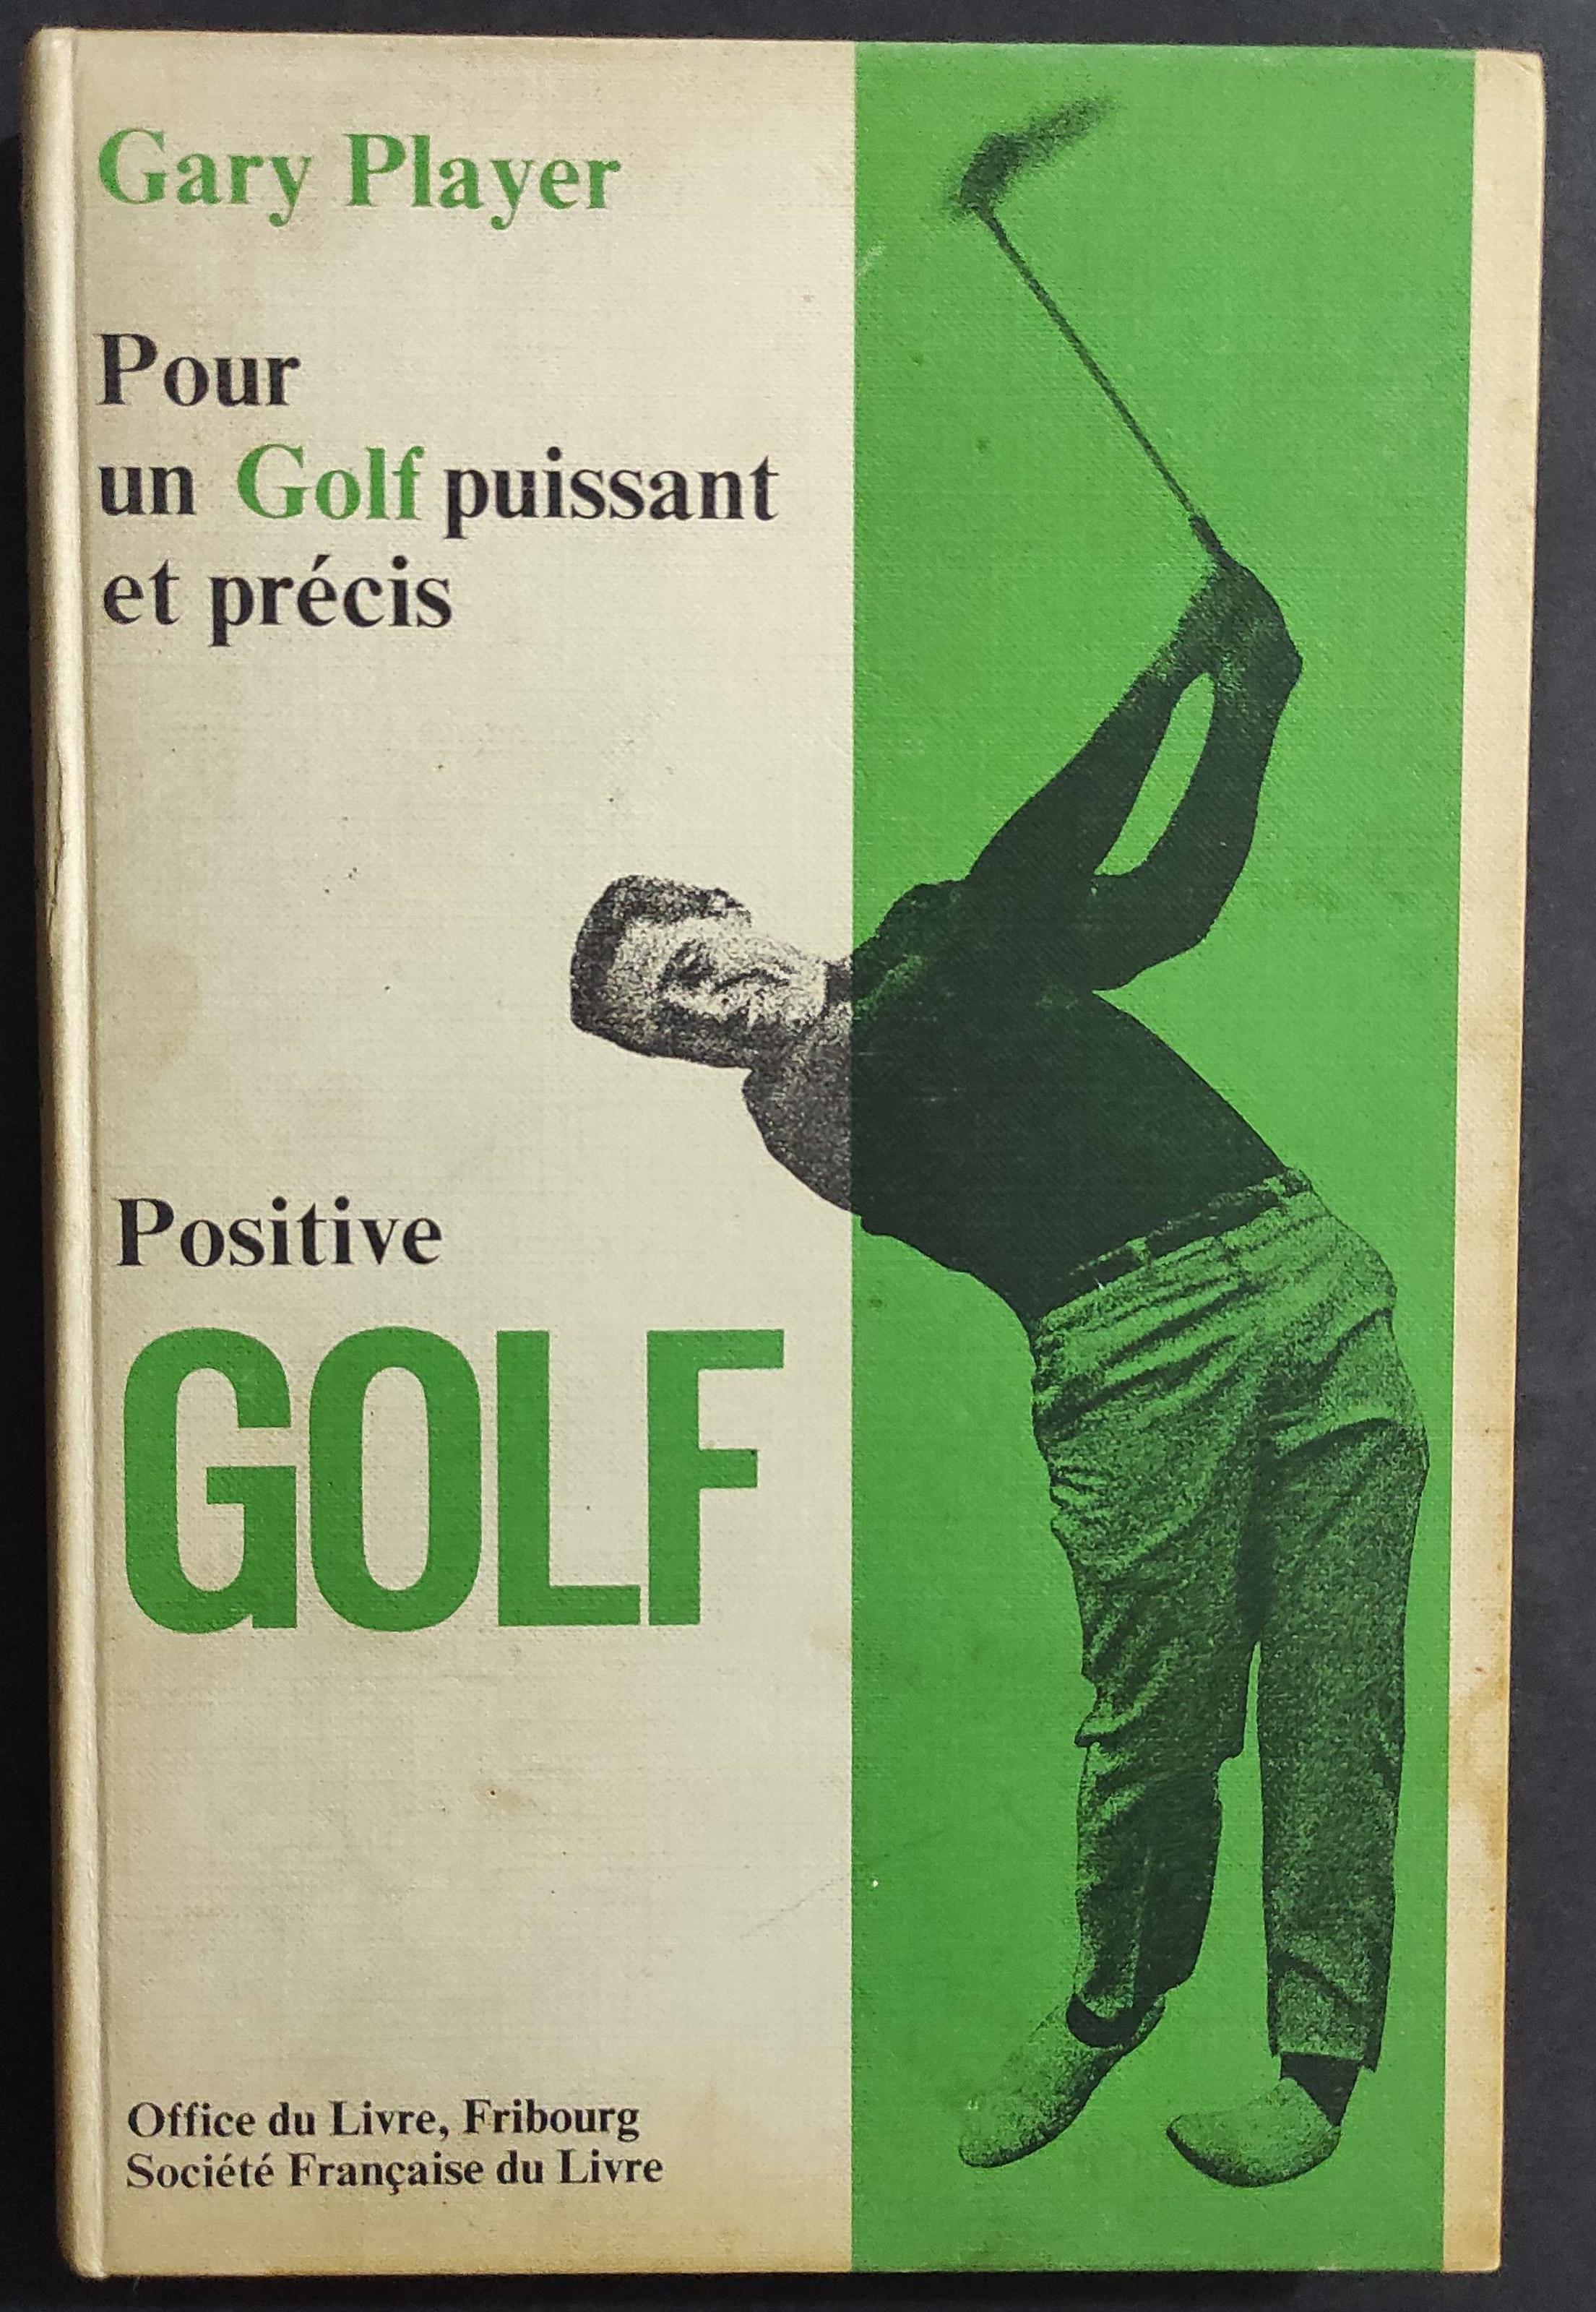 Gary Player
Pour
un Golf puissant
et précis
Positive
GOLF
Office du Livre, Fribourg
Société Française du Livre